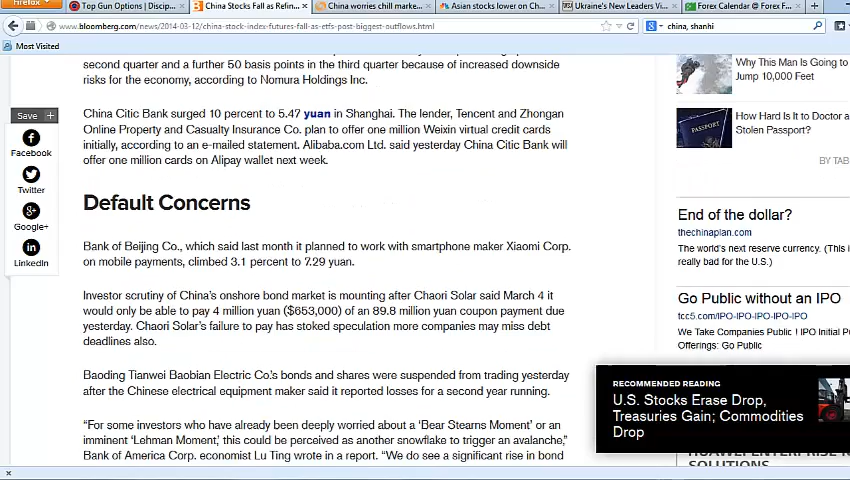 Firefox
Top Gun Options | Discip...
China Stocks Fall as Refin...
China worries chill market...
Asian stocks lower on Ch...
Ukraine's New Leaders Vi...
Forex Calendar @ Forex F...
www.bloomberg.com/news/2014-03-12/china-stock-index-futures-fall-as-etfs-post-biggest-outflows.html
china, shanhi
Most Visited
second quarter and a further 50 basis points in the third quarter because of increased downside
risks for the economy, according to Nomura Holdings Inc.
China Citic Bank surged 10 percent to 5.47 yuan in Shanghai. The lender, Tencent and Zhongan
Online Property and Casualty Insurance Co. plan to offer one million Weixin virtual credit cards
initially, according to an e-mailed statement. Alibaba.com Ltd. said yesterday China Citic Bank will
offer one million cards on Alipay wallet next week.
Default Concerns
Bank of Beijing Co., which said last month it planned to work with smartphone maker Xiaomi Corp.
on mobile payments, climbed 3.1 percent to 7.29 yuan.
Investor scrutiny of China's onshore bond market is mounting after Chaori Solar said March 4 it
would only be able to pay 4 million yuan ($653,000) of an 89.8 million yuan coupon payment due
yesterday. Chaori Solar's failure to pay has stoked speculation more companies may miss debt
deadlines also.
Baoding Tianwei Baobian Electric Co.'s bonds and shares were suspended from trading yesterday
after the Chinese electrical equipment maker said it reported losses for a second year running.
“For some investors who have already been deeply worried about a ‘Bear Stearns Moment’ or an
imminent ‘Lehman Moment,’ this could be perceived as another snowflake to trigger an avalanche,”
Bank of America Corp. economist Lu Ting wrote in a report. “We do see a significant rise in bond
Save +
Facebook
Twitter
Google+
LinkedIn
Why This Man Is Going to
Jump 10,000 Feet
PASSPORT
How Hard Is It to Doctor a
Stolen Passport?
BY TAB
End of the dollar?
thechinaplan.com
The world's next reserve currency. (This i
really bad for the U.S.)
Go Public without an IPO
tcc5.com/IPO-IPO-IPO-IPO-IPO
We Take Companies Public ! IPO Initial P
Offerings: Go Public
RECOMMENDED READING
U.S. Stocks Erase Drop,
Treasuries Gain; Commodities
Drop
SOLUTIONS